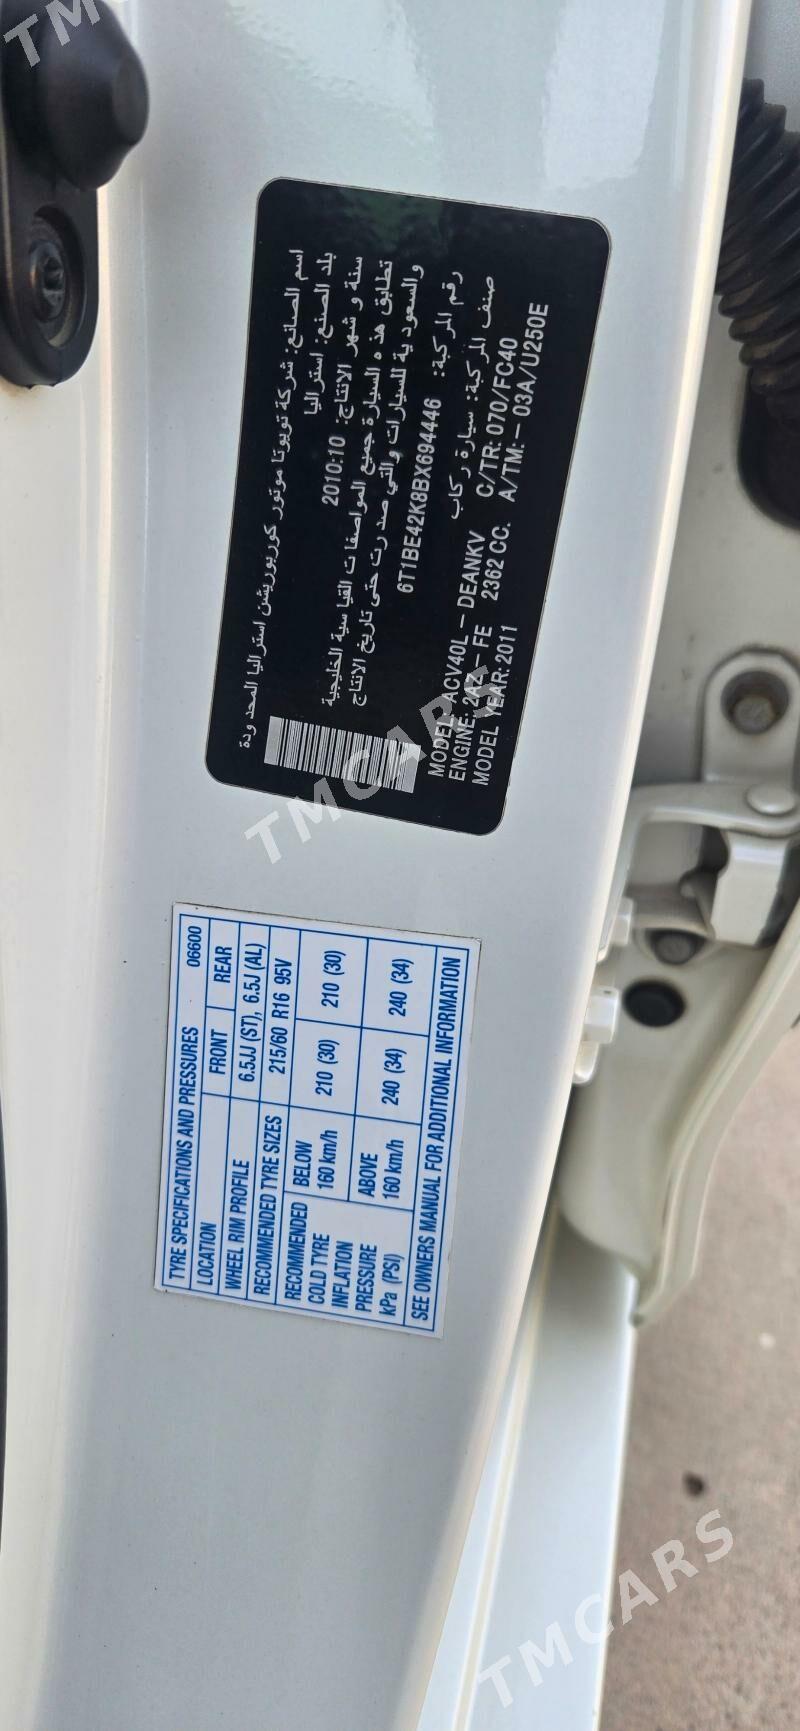 اسم الصانع: شركة تويوتا موتور كوربوريشن استراليا المحدودة
بلد الصنع: استراليا
سنة و شهر الانتاج: 2010:10
تطابق هذه السيارة جميع المواصفات القياسية الخليجية
والسعودية للسيارات والتي صدرت حتى تاريخ الانتاج
رقم المركبة: 6T1BE42K8BX694446
صنف المركبة: سيارة ركاب
MODEL: ACV40L – DEANKV C/TR: 070/FC40
ENGINE: 2AZ – FE 2362 CC. A/TM: – 03A/U250E
MODEL YEAR: 2011
TYRE SPECIFICATIONS AND PRESSURES 06600
LOCATION FRONT REAR
WHEEL RIM PROFILE 6.5JJ (ST), 6.5J (AL)
RECOMMENDED TYRE SIZES 215/60 R16 95V
RECOMMENDED COLD TYRE INFLATION PRESSURE kPa (PSI)
BELOW 160 km/h 210 (30) 210 (30)
ABOVE 160 km/h 240 (34) 240 (34)
SEE OWNERS MANUAL FOR ADDITIONAL INFORMATION
TMCARS
TMCARS